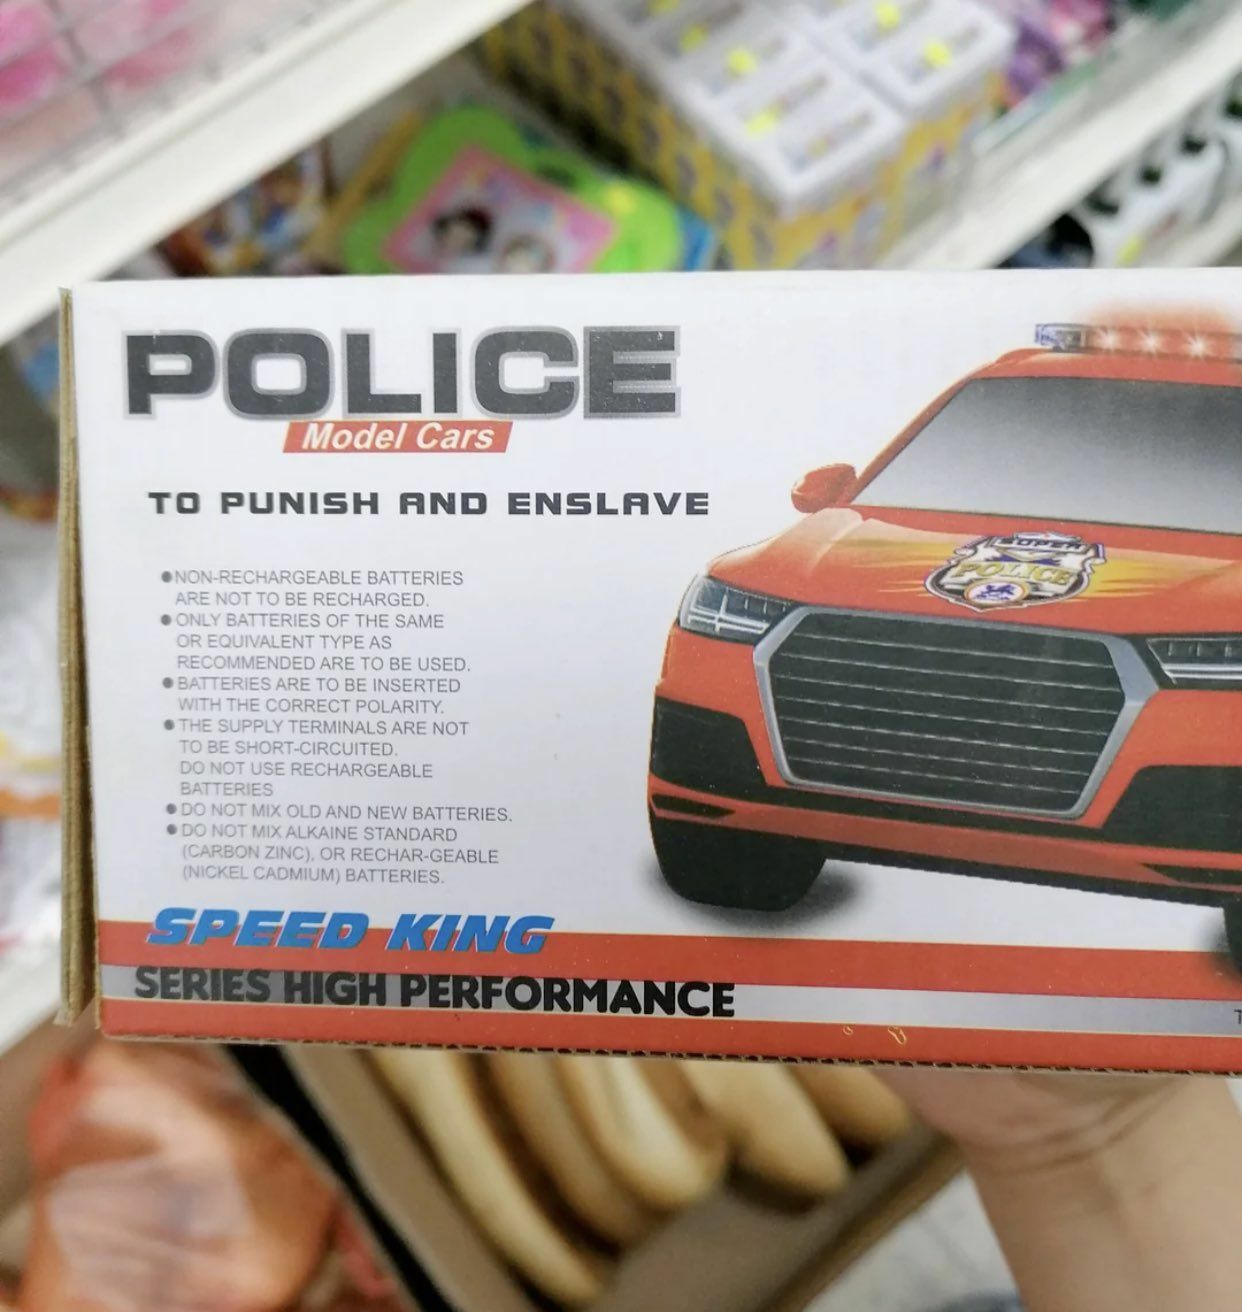 POLICE
Model Cars
TO PUNISH AND ENSLAVE
●NON-RECHARGEABLE BATTERIES
ARE NOT TO BE RECHARGED.
●ONLY BATTERIES OF THE SAME
OR EQUIVALENT TYPE AS
RECOMMENDED ARE TO BE USED.
●BATTERIES ARE TO BE INSERTED
WITH THE CORRECT POLARITY.
●THE SUPPLY TERMINALS ARE NOT
TO BE SHORT-CIRCUITED.
DO NOT USE RECHARGEABLE
BATTERIES
●DO NOT MIX OLD AND NEW BATTERIES.
●DO NOT MIX ALKAINE STANDARD
(CARBON ZINC), OR RECHAR-GEABLE
(NICKEL CADMIUM) BATTERIES.
SUPER
POLICE
SPEED KING
SERIES HIGH PERFORMANCE